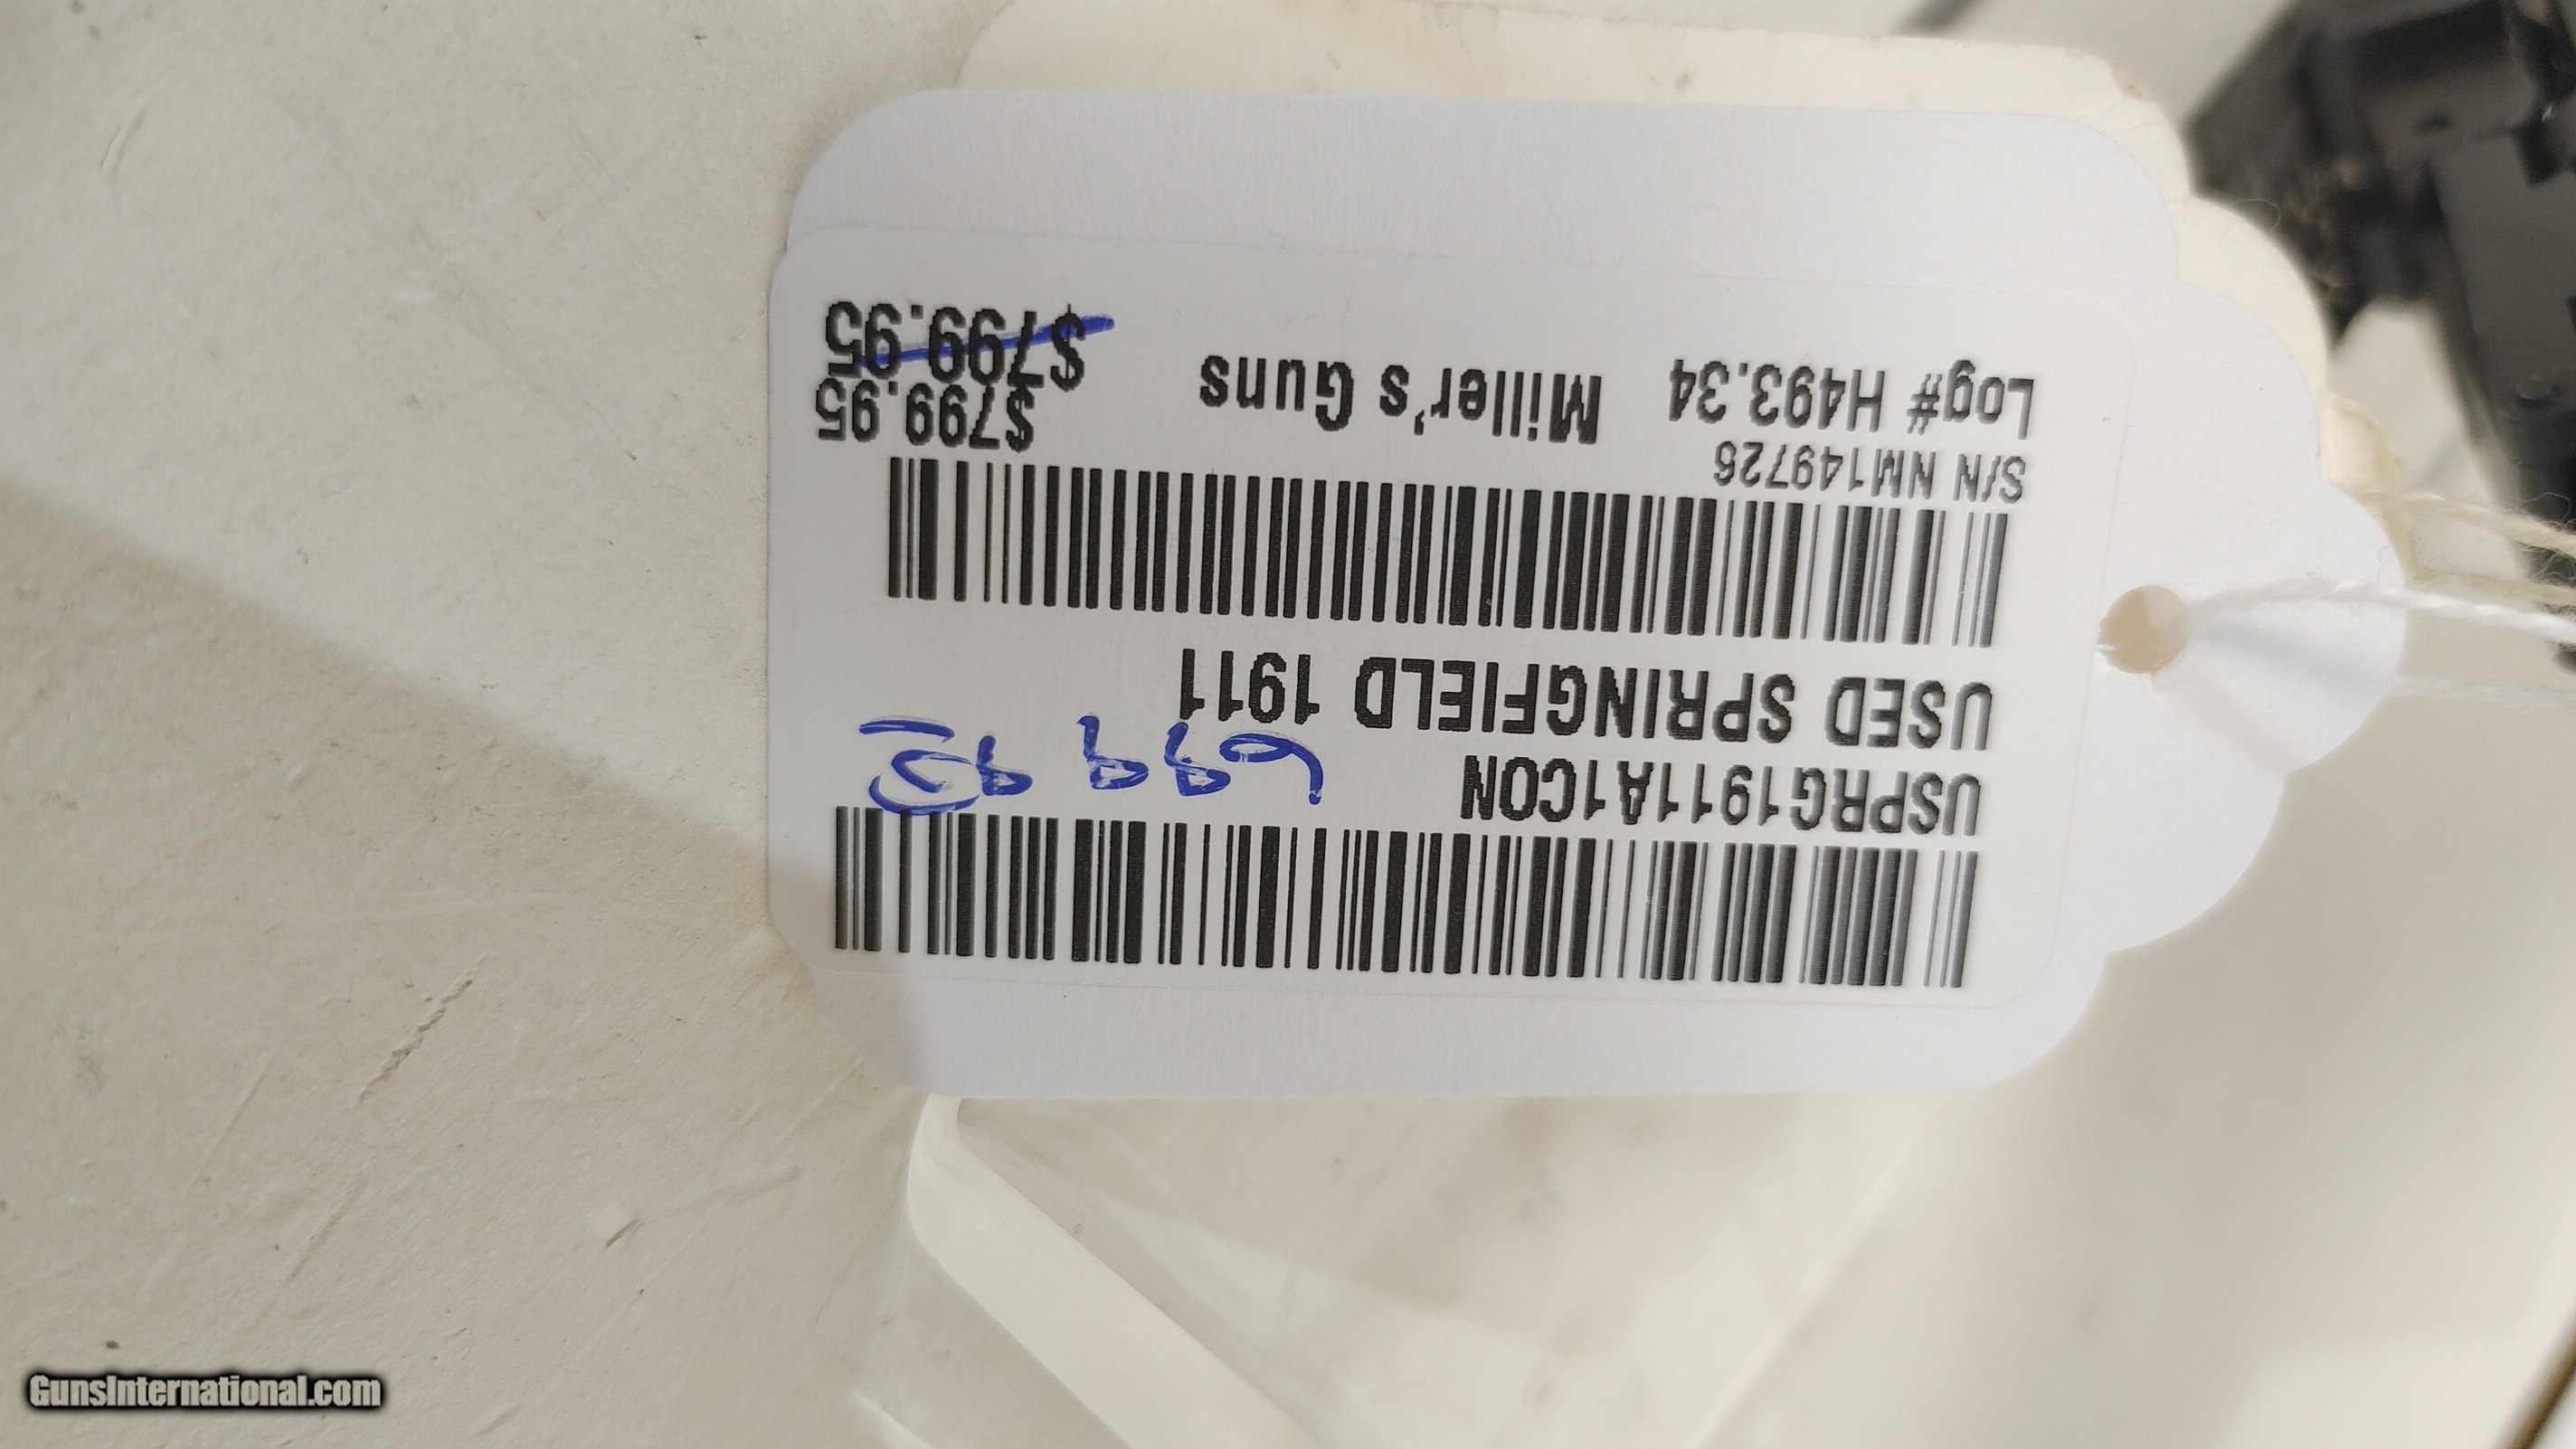 USPRG1911A1CON 699 95
USED SPRINGFIELD 1911
S/N NM149726 $799.95
Log# H493.34 Miller's Guns $799.95
GunsInternational.com